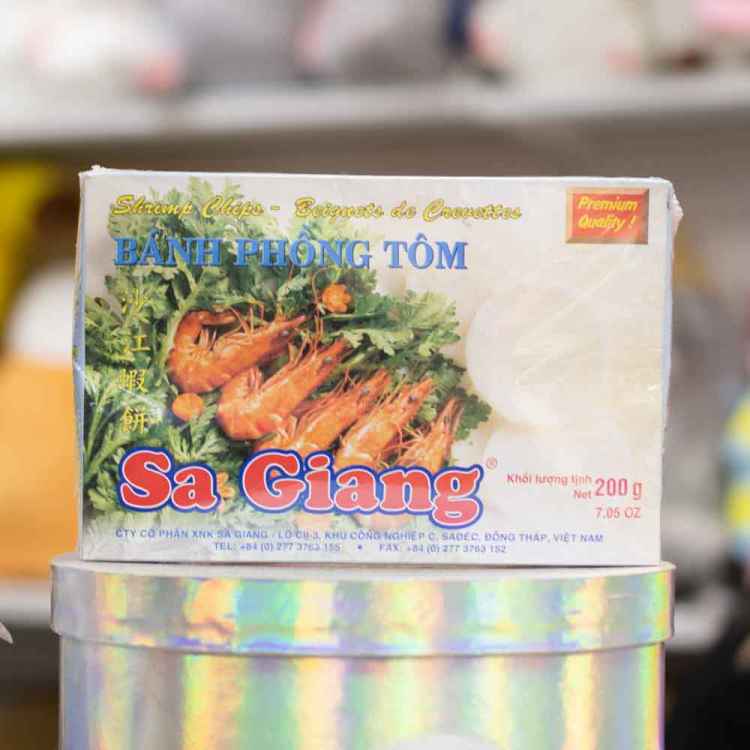 Shrimp Chips - Beignets de Crevettes
Premium
Quality !
BÁNH PHỒNG TÔM
沙江蝦餅
Sa Giang®
Khối lượng tịnh
Net 200 g
7,05 OZ
CTY CỔ PHẦN XNK SA GIANG - LÔ CII-3, KHU CÔNG NGHIỆP C, SAĐÉC, ĐỒNG THÁP, VIỆT NAM
TEL: +84 (0) 277 3763 155 • FAX: +84 (0) 277 3763 152